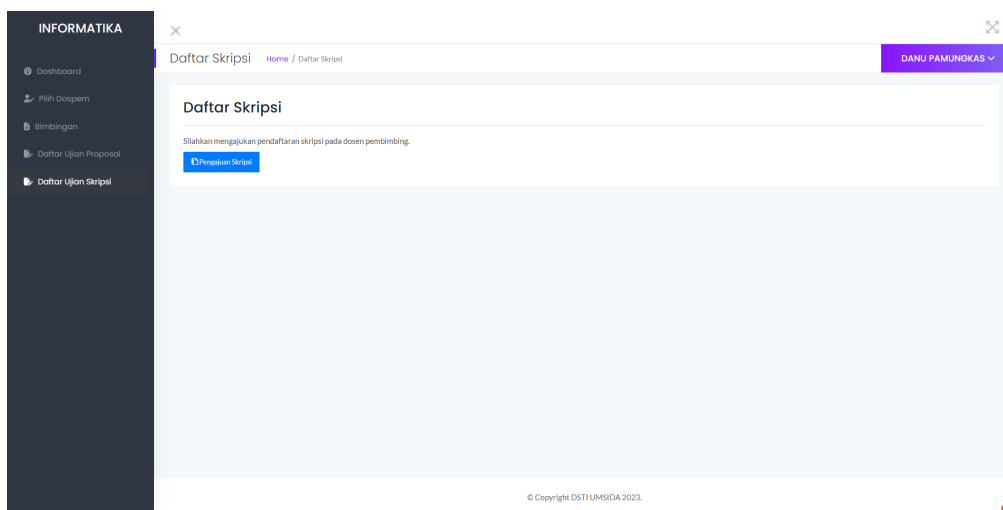 INFORMATIKA
Dashboard
Pilih Dospem
Bimbingan
Daftar Ujian Proposal
Daftar Ujian Skripsi
Daftar Skripsi Home / Daftar Skripsi
DANU PAMUNGKAS
Daftar Skripsi
Silahkan mengajukan pendaftaran skripsi pada dosen pembimbing.
Pengajuan Skripsi
© Copyright DSTI UMSIDA 2023.